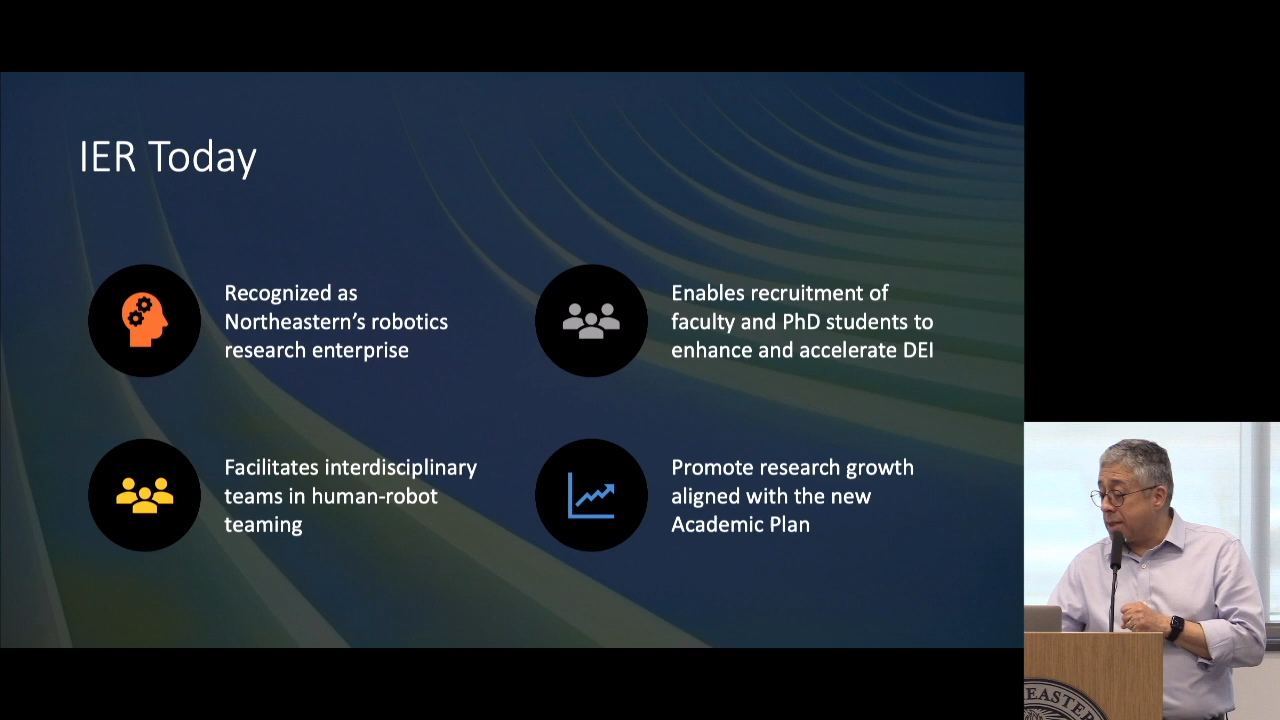 IER Today
Recognized as
Northeastern’s robotics
research enterprise
Enables recruitment of
faculty and PhD students to
enhance and accelerate DEI
Facilitates interdisciplinary
teams in human-robot
teaming
Promote research growth
aligned with the new
Academic Plan
EASTER